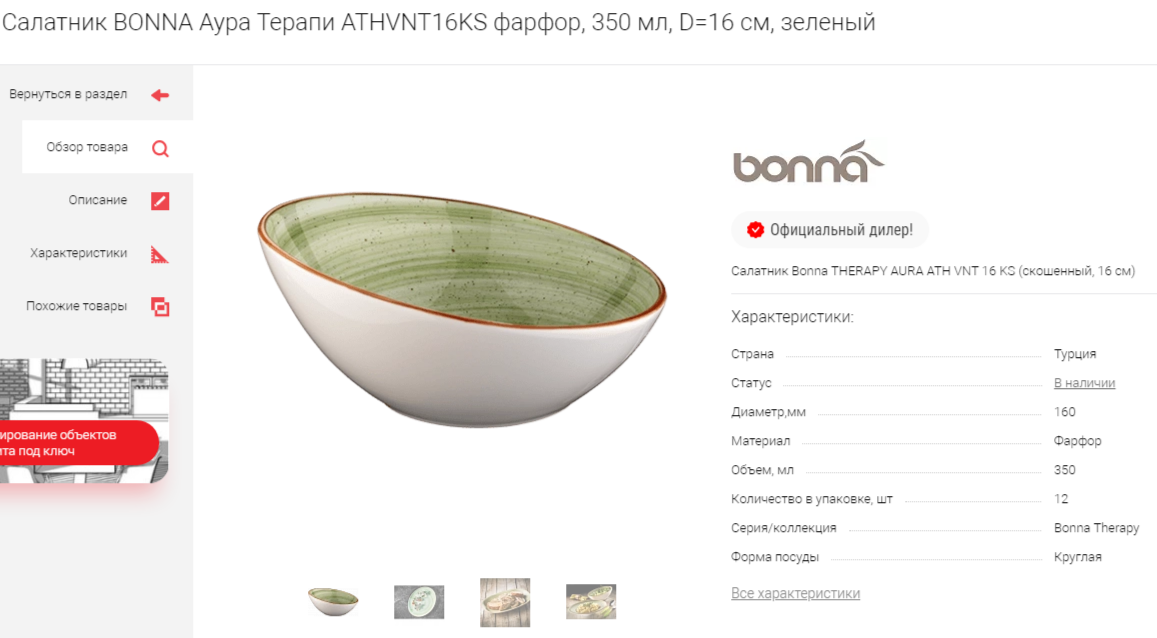 Салатник BONNA Аура Терапи ATHVNT16KS фарфор, 350 мл, D=16 см, зеленый
Вернуться в раздел
Обзор товара
Описание
Характеристики
Похожие товары
ирование объектов
та под ключ
bonna
Официальный дилер!
Салатник Bonna THERAPY AURA ATH VNT 16 KS (скошенный, 16 см)
Характеристики:
Страна Турция
Статус В наличии
Диаметр,мм 160
Материал Фарфор
Объем, мл 350
Количество в упаковке, шт 12
Серия/коллекция Bonna Therapy
Форма посуды Круглая
Все характеристики